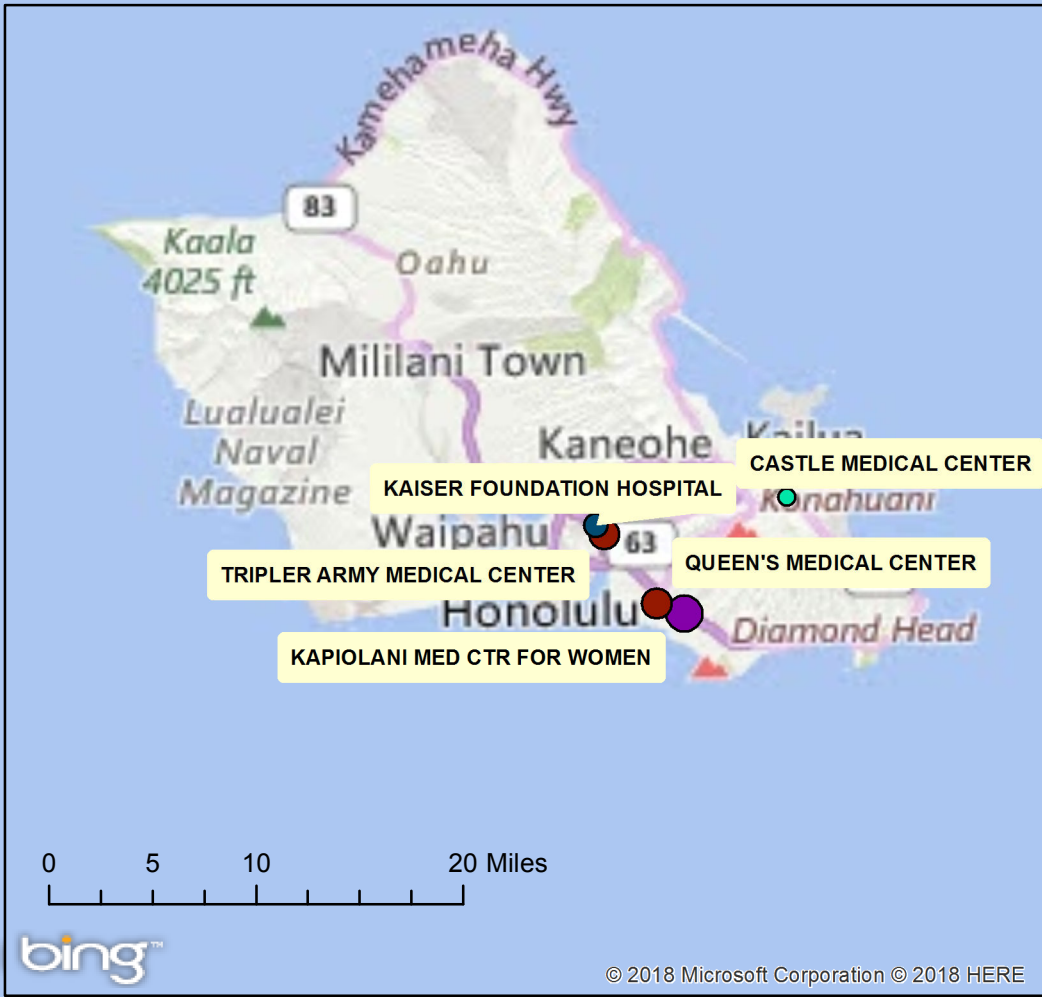 Kamehameha Hwy
83
Kaala
4025 ft
Oahu
Mililani Town
Lualualei
Naval
Magazine
Kaneohe
Kailua
CASTLE MEDICAL CENTER
KAISER FOUNDATION HOSPITAL
Konahuani
Waipahu
63
QUEEN'S MEDICAL CENTER
TRIPLER ARMY MEDICAL CENTER
Honolulu
Diamond Head
KAPIOLANI MED CTR FOR WOMEN
0 5 10 20 Miles
bing™
© 2018 Microsoft Corporation © 2018 HERE